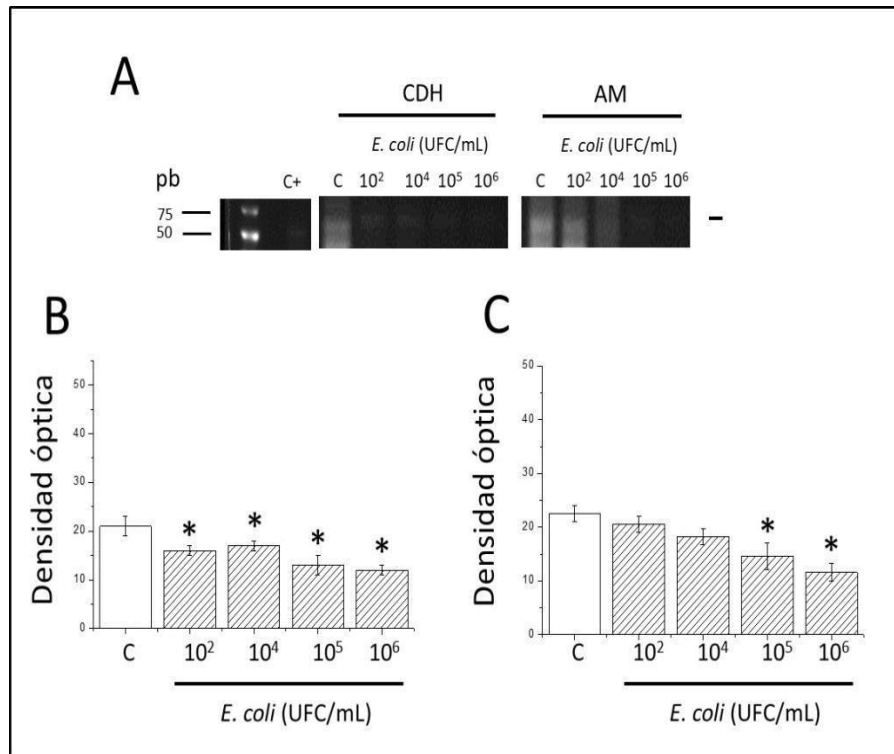 A
CDH AM
E. coli (UFC/mL) E. coli (UFC/mL)
pb C+ C 10² 10⁴ 10⁵ 10⁶ C 10² 10⁴ 10⁵ 10⁶
75
50
B
Densidad óptica
50
40
30
20
10
0
* * * *
C 10² 10⁴ 10⁵ 10⁶
E. coli (UFC/mL)
C
Densidad óptica
50
40
30
20
10
0
* *
C 10² 10⁴ 10⁵ 10⁶
E. coli (UFC/mL)